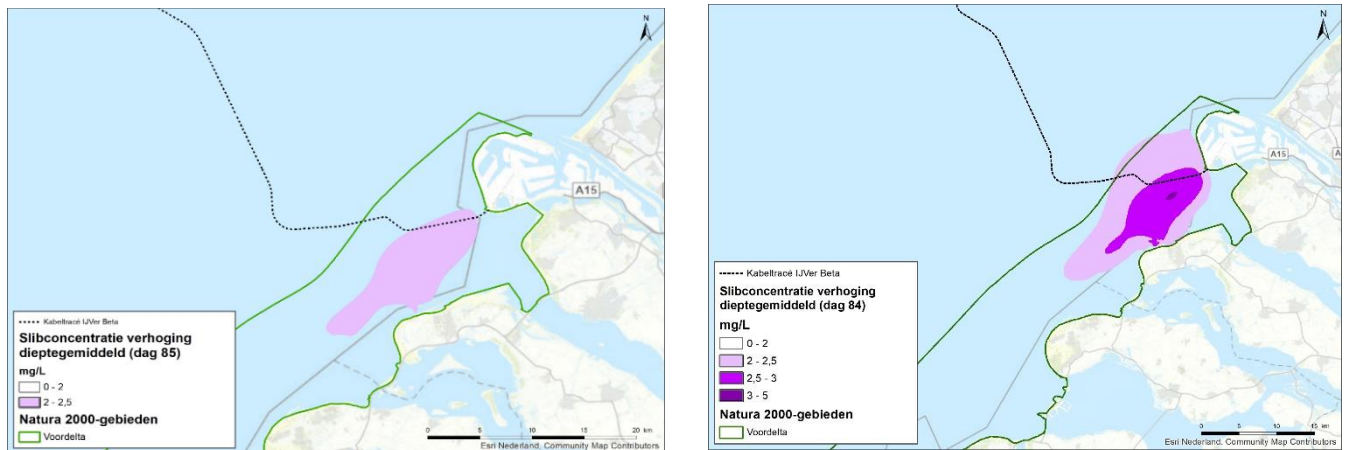 N
A15
Kabeltracé IJVer Beta
Slibconcentratie verhoging
dieptegemiddeld (dag 85)
mg/L
0 - 2
2 - 2,5
Natura 2000-gebieden
Voordelta
0 5 10 15 20 km
Esri Nederland, Community Map Contributors
N
A15
A
Kabeltracé IJVer Beta
Slibconcentratie verhoging
dieptegemiddeld (dag 84)
mg/L
0 - 2
2 - 2,5
2,5 - 3
3 - 5
Natura 2000-gebieden
Voordelta
0 5 10 15 km
Esri Nederland, Community Map Contributors